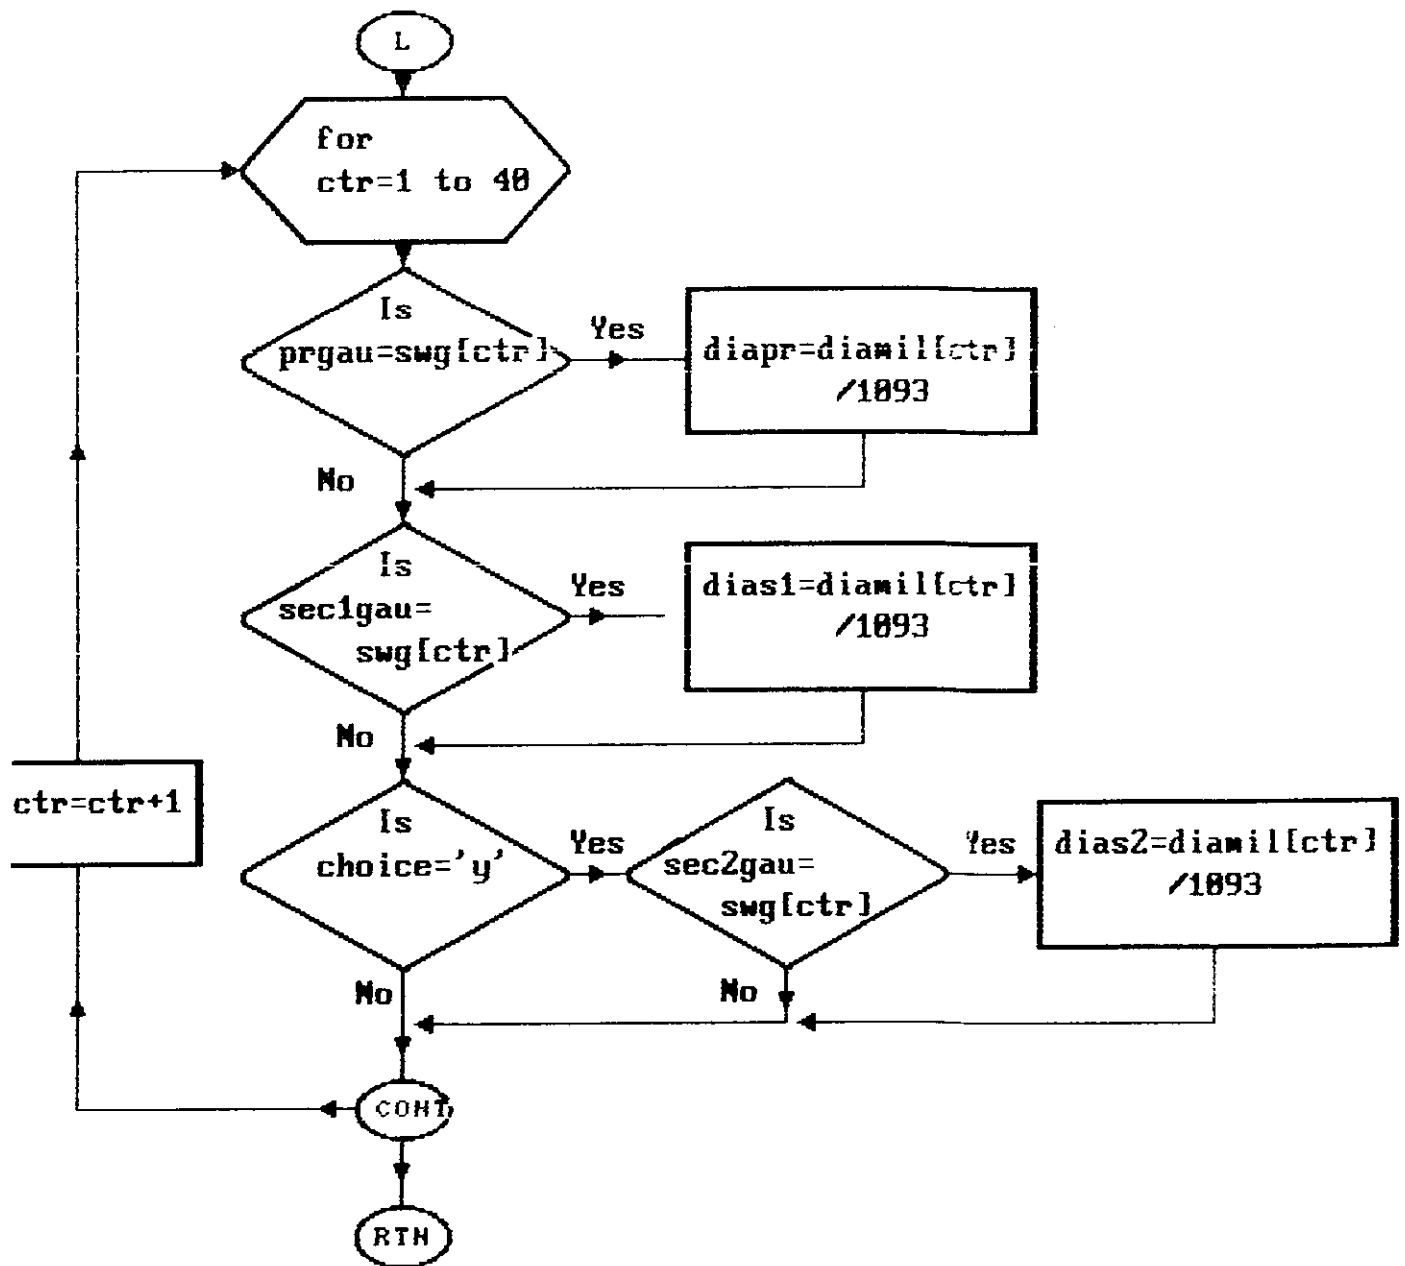 L
for
ctr=1 to 40
Is
prgau=swg[ctr]
Yes
diapr=diamil[ctr]
/1093
No
Is
sec1gau=
swg[ctr]
Yes
dias1=diamil[ctr]
/1093
No
ctr=ctr+1
Is
choice='y'
Yes
Is
sec2gau=
swg[ctr]
Yes
dias2=diamil[ctr]
/1093
No
No
CONT
RTN